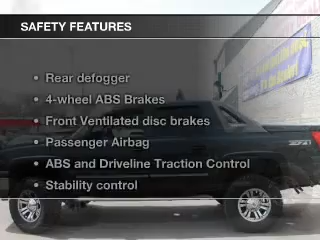 SAFETY FEATURES
• Rear defogger
• 4-wheel ABS Brakes
• Front Ventilated disc brakes
• Passenger Airbag
• ABS and Driveline Traction Control
• Stability control
Z71